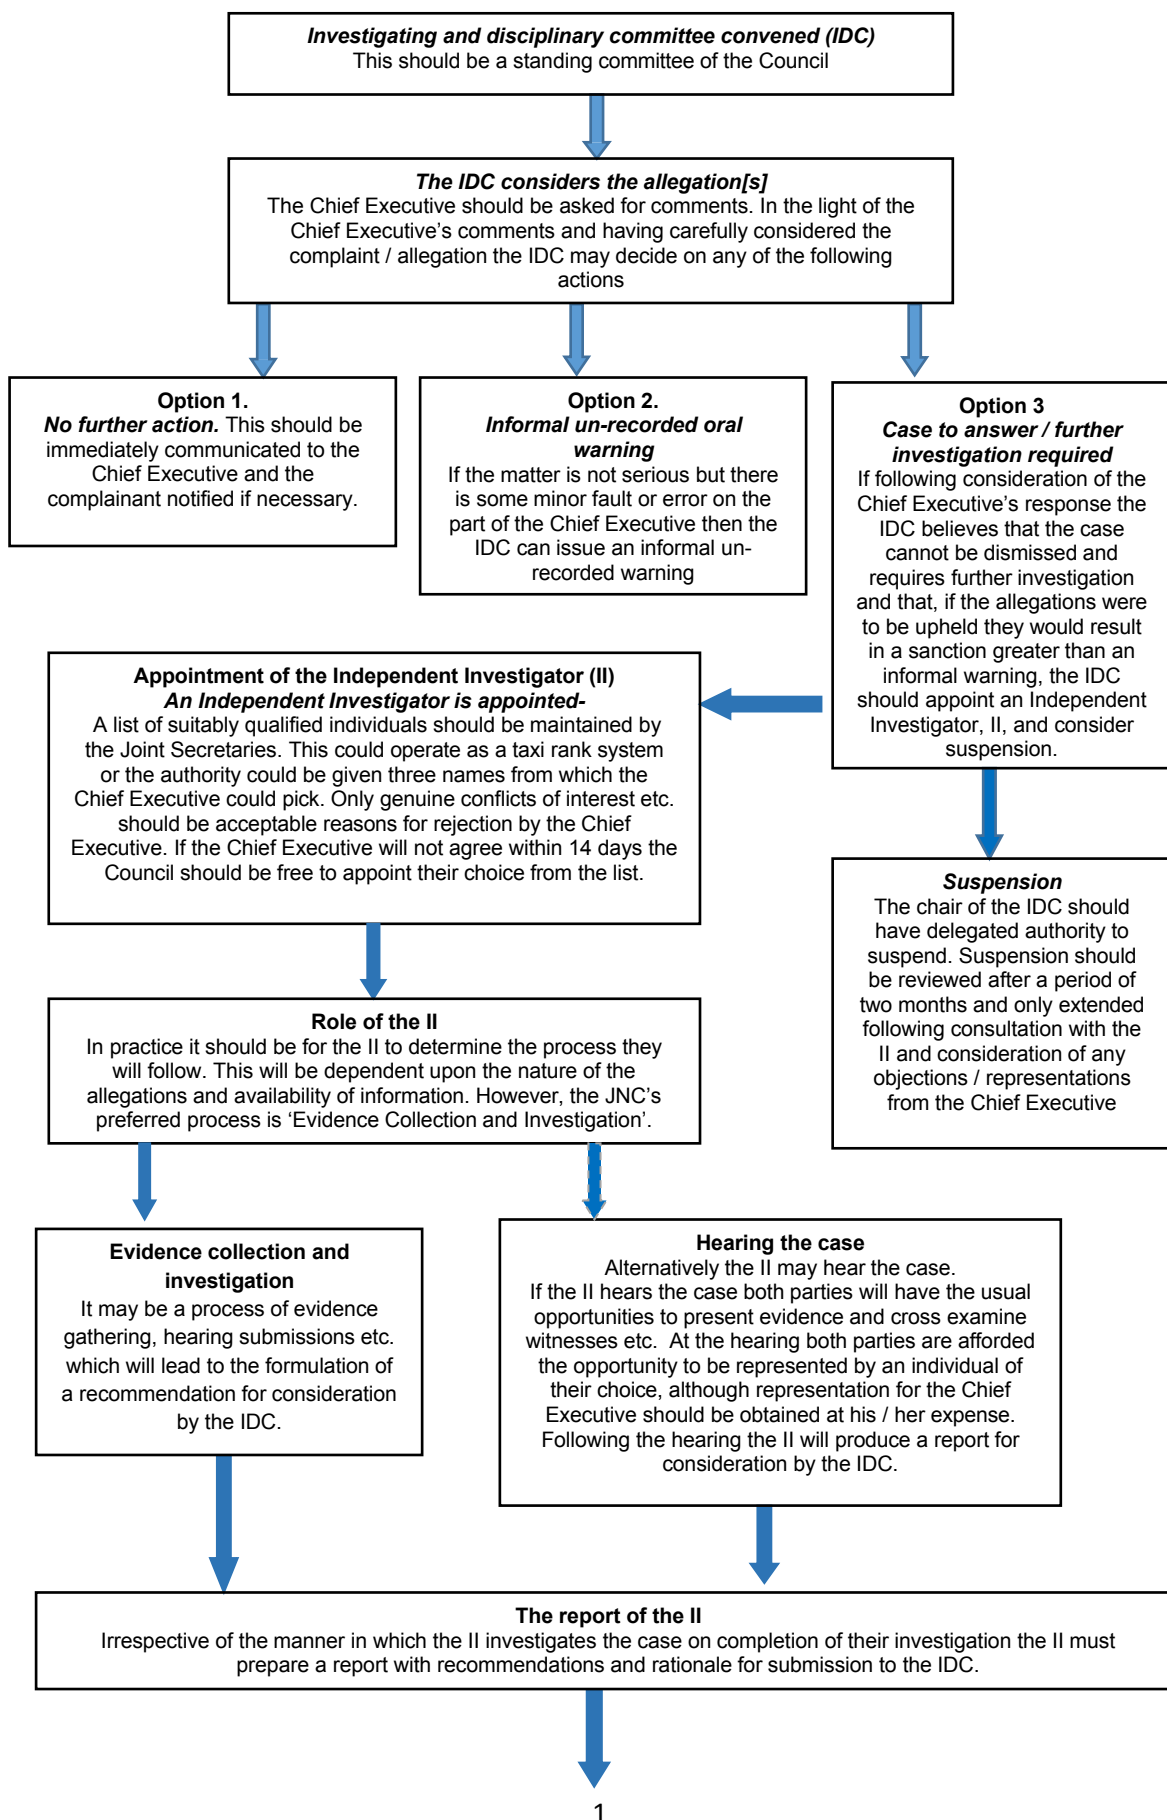 Investigating and disciplinary committee convened (IDC)
This should be a standing committee of the Council
The IDC considers the allegation[s]
The Chief Executive should be asked for comments. In the light of the
Chief Executive’s comments and having carefully considered the
complaint / allegation the IDC may decide on any of the following
actions
Option 1.
No further action. This should be
immediately communicated to the
Chief Executive and the
complainant notified if necessary.
Option 2.
Informal un-recorded oral
warning
If the matter is not serious but there
is some minor fault or error on the
part of the Chief Executive then the
IDC can issue an informal un-
recorded warning
Option 3
Case to answer / further
investigation required
If following consideration of the
Chief Executive’s response the
IDC believes that the case
cannot be dismissed and
requires further investigation
and that, if the allegations were
to be upheld they would result
in a sanction greater than an
informal warning, the IDC
should appoint an Independent
Investigator, II, and consider
suspension.
Appointment of the Independent Investigator (II)
An Independent Investigator is appointed-
A list of suitably qualified individuals should be maintained by
the Joint Secretaries. This could operate as a taxi rank system
or the authority could be given three names from which the
Chief Executive could pick. Only genuine conflicts of interest etc.
should be acceptable reasons for rejection by the Chief
Executive. If the Chief Executive will not agree within 14 days the
Council should be free to appoint their choice from the list.
Suspension
The chair of the IDC should
have delegated authority to
suspend. Suspension should
be reviewed after a period of
two months and only extended
following consultation with the
II and consideration of any
objections / representations
from the Chief Executive
Role of the II
In practice it should be for the II to determine the process they
will follow. This will be dependent upon the nature of the
allegations and availability of information. However, the JNC’s
preferred process is ‘Evidence Collection and Investigation’.
Evidence collection and
investigation
It may be a process of evidence
gathering, hearing submissions etc.
which will lead to the formulation of
a recommendation for consideration
by the IDC.
Hearing the case
Alternatively the II may hear the case.
If the II hears the case both parties will have the usual
opportunities to present evidence and cross examine
witnesses etc.  At the hearing both parties are afforded
the opportunity to be represented by an individual of
their choice, although representation for the Chief
Executive should be obtained at his / her expense.
Following the hearing the II will produce a report for
consideration by the IDC.
The report of the II
Irrespective of the manner in which the II investigates the case on completion of their investigation the II must
prepare a report with recommendations and rationale for submission to the IDC.
1